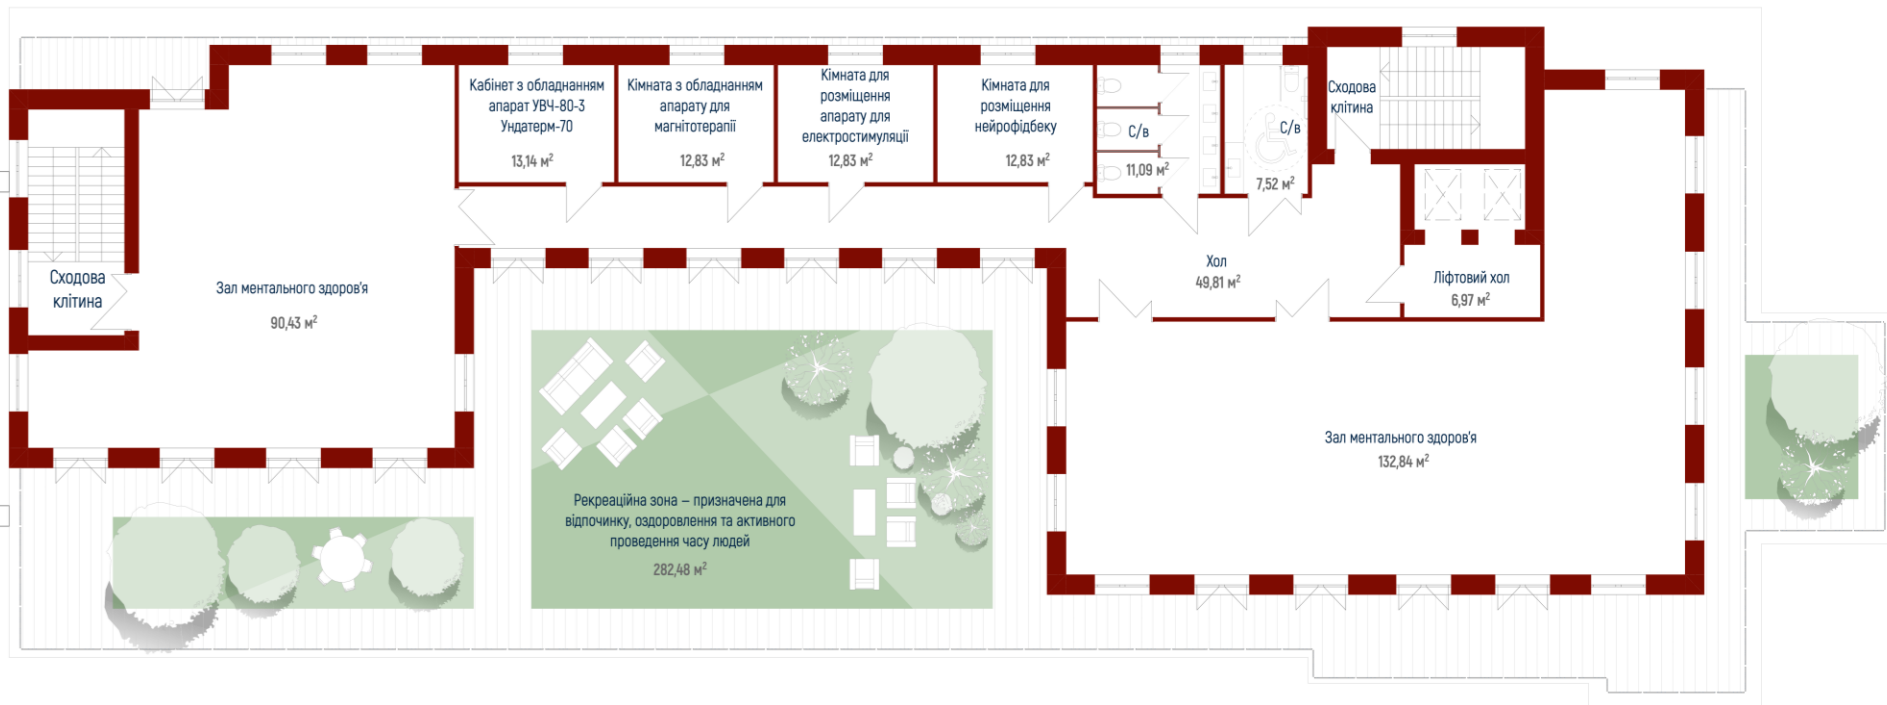 Кабінет з обладнанням
апарат УВЧ-80-3
Ундатерм-70
13,14 м²
Кімната з обладнанням
апарату для
магнітотерапії
12,83 м²
Кімната для
розміщення
апарату для
електростимуляції
12,83 м²
Кімната для
розміщення
нейрофідбеку
12,83 м²
С/в
11,09 м²
С/в
7,52 м²
Сходова
клітина
Сходова
клітина
Зал ментального здоров'я
90,43 м²
Хол
49,81 м²
Ліфтовий хол
6,97 м²
Зал ментального здоров'я
132,84 м²
Рекреаційна зона – призначена для
відпочинку, оздоровлення та активного
проведення часу людей
282,48 м²